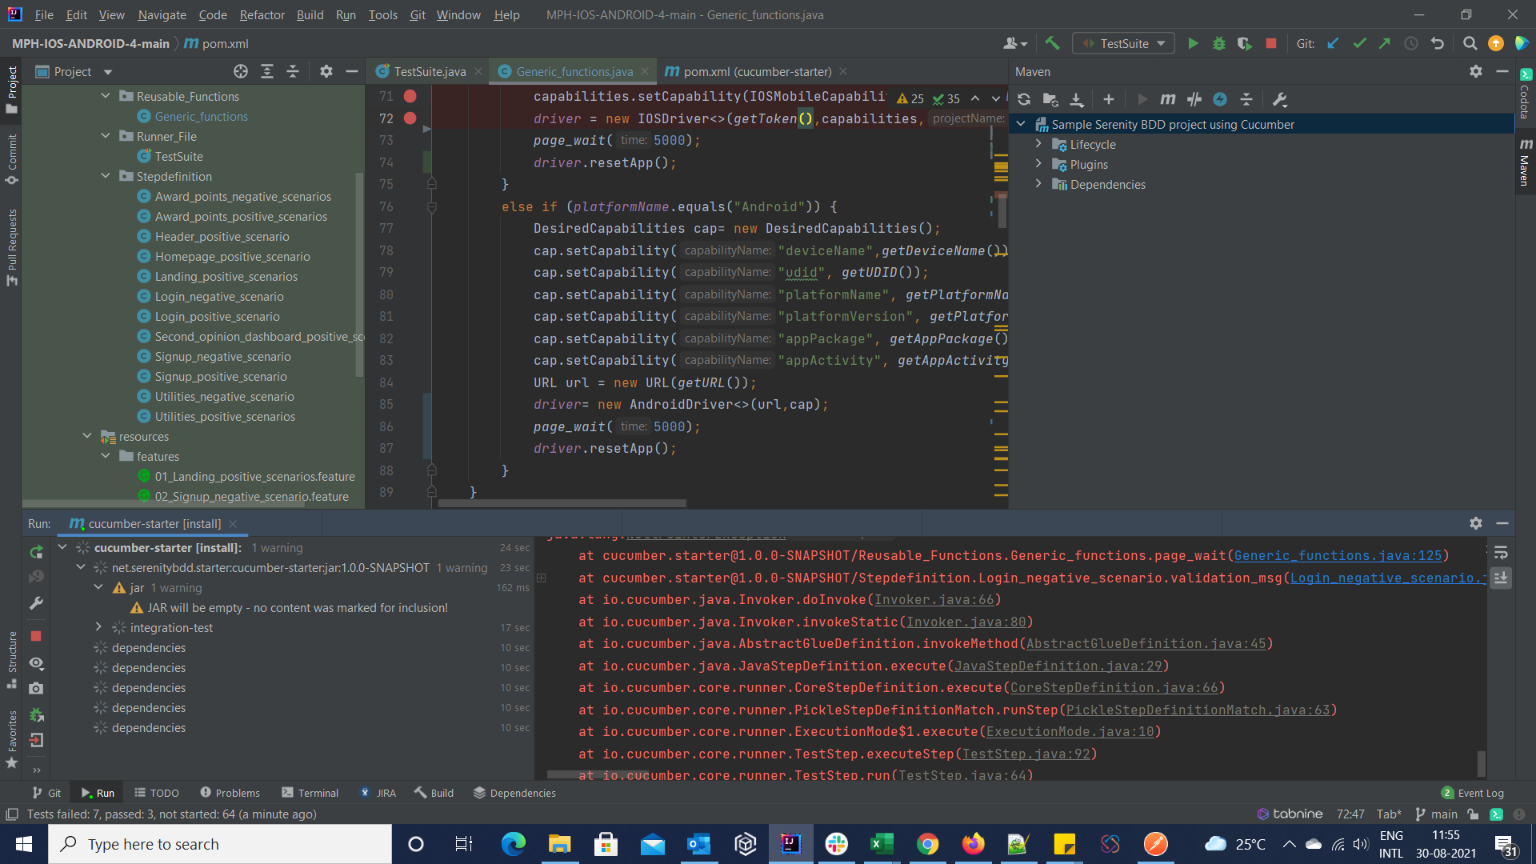 File Edit View Navigate Code Refactor Build Run Tools Git Window Help MPH-IOS-ANDROID-4-main - Generic_functions.java
MPH-IOS-ANDROID-4-main pom.xml
TestSuite Git:
Project
TestSuite.java Generic_functions.java pom.xml (cucumber-starter) Maven
Project
Commit
Pull Requests
Reusable_Functions
Generic_functions
Runner_File
TestSuite
Stepdefinition
Award_points_negative_scenarios
Award_points_positive_scenarios
Header_positive_scenario
Homepage_positive_scenario
Landing_positive_scenarios
Login_negative_scenario
Login_positive_scenario
Second_opinion_dashboard_positive_sc
Signup_negative_scenario
Signup_positive_scenario
Utilities_negative_scenario
Utilities_positive_scenarios
resources
features
01_Landing_positive_scenarios.feature
02_Signup_negative_scenario.feature
25 35
71 capabilities.setCapability(IOSMobileCapabili
72 driver = new IOSDriver<>(getToken(),capabilities, projectName:
73 page_wait( time: 5000);
74 driver.resetApp();
75 }
76 else if (platformName.equals("Android")) {
77 DesiredCapabilities cap= new DesiredCapabilities();
78 cap.setCapability( capabilityName: "deviceName",getDeviceName());
79 cap.setCapability( capabilityName: "udid", getUDID());
80 cap.setCapability( capabilityName: "platformName", getPlatformNa
81 cap.setCapability( capabilityName: "platformVersion", getPlatfor
82 cap.setCapability( capabilityName: "appPackage", getAppPackage()
83 cap.setCapability( capabilityName: "appActivity", getAppActivity
84 URL url = new URL(getURL());
85 driver= new AndroidDriver<>(url,cap);
86 page_wait( time: 5000);
87 driver.resetApp();
88 }
89 }
Sample Serenity BDD project using Cucumber
Lifecycle
Plugins
Dependencies
Codota
Maven
Run: cucumber-starter [install]
cucumber-starter [install]: 1 warning 24 sec
net.serenitybdd.starter:cucumber-starter:jar:1.0.0-SNAPSHOT 1 warning 23 sec
jar 1 warning 162 ms
JAR will be empty - no content was marked for inclusion!
integration-test 17 sec
dependencies 10 sec
dependencies 10 sec
dependencies 10 sec
dependencies 10 sec
dependencies 10 sec
at cucumber.starter@1.0.0-SNAPSHOT/Reusable_Functions.Generic_functions.page_wait(Generic_functions.java:125)
at cucumber.starter@1.0.0-SNAPSHOT/Stepdefinition.Login_negative_scenario.validation_msg(Login_negative_scenario.
at io.cucumber.java.Invoker.doInvoke(Invoker.java:66)
at io.cucumber.java.Invoker.invokeStatic(Invoker.java:80)
at io.cucumber.java.AbstractGlueDefinition.invokeMethod(AbstractGlueDefinition.java:45)
at io.cucumber.java.JavaStepDefinition.execute(JavaStepDefinition.java:29)
at io.cucumber.core.runner.CoreStepDefinition.execute(CoreStepDefinition.java:66)
at io.cucumber.core.runner.PickleStepDefinitionMatch.runStep(PickleStepDefinitionMatch.java:63)
at io.cucumber.core.runner.ExecutionMode$1.execute(ExecutionMode.java:10)
at io.cucumber.core.runner.TestStep.executeStep(TestStep.java:92)
at io.cucumber.core.runner.TestStep.run(TestStep.java:64)
Structure
Favorites
Git Run TODO Problems Terminal JIRA Build Dependencies 2 Event Log
Tests failed: 7, passed: 3, not started: 64 (a minute ago) tabnine 72:47 Tab* main
Type here to search 25°C ENG 11:55
INTL 30-08-2021 31